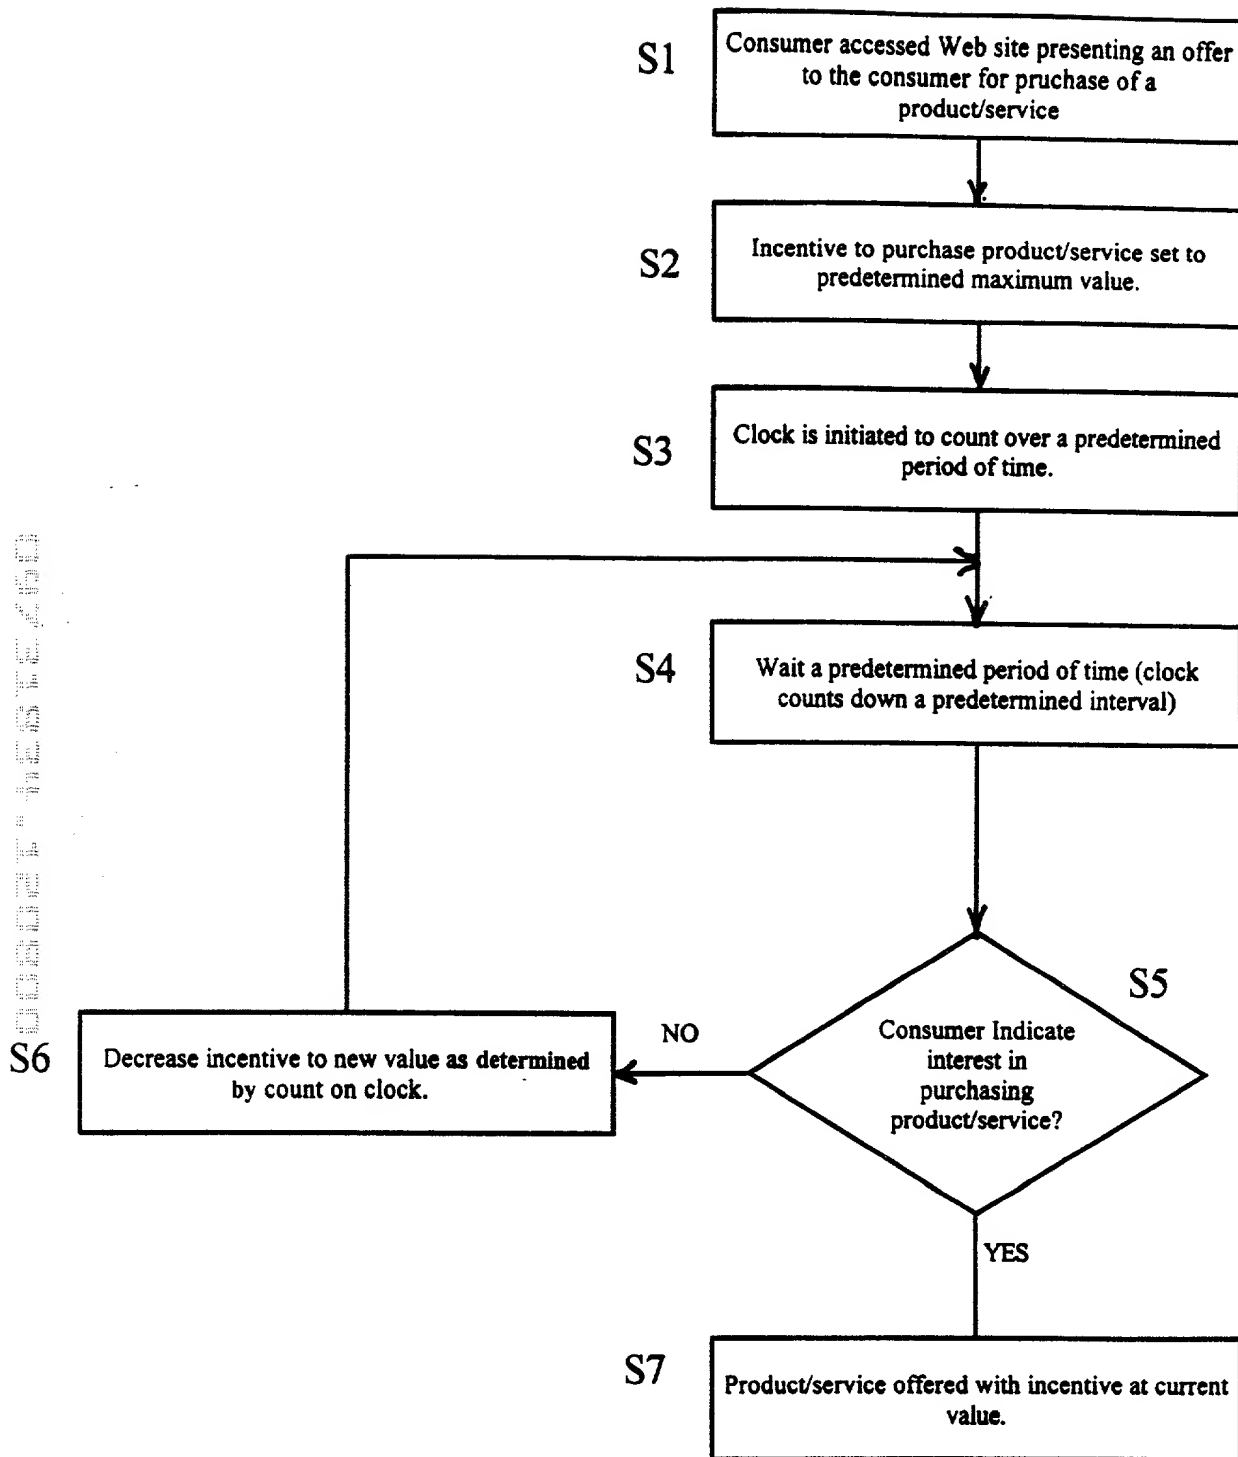 S1
Consumer accessed Web site presenting an offer
to the consumer for pruchase of a
product/service
S2
Incentive to purchase product/service set to
predetermined maximum value.
S3
Clock is initiated to count over a predetermined
period of time.
S4
Wait a predetermined period of time (clock
counts down a predetermined interval)
S5
Consumer Indicate
interest in
purchasing
product/service?
NO
S6
Decrease incentive to new value as determined
by count on clock.
YES
S7
Product/service offered with incentive at current
value.